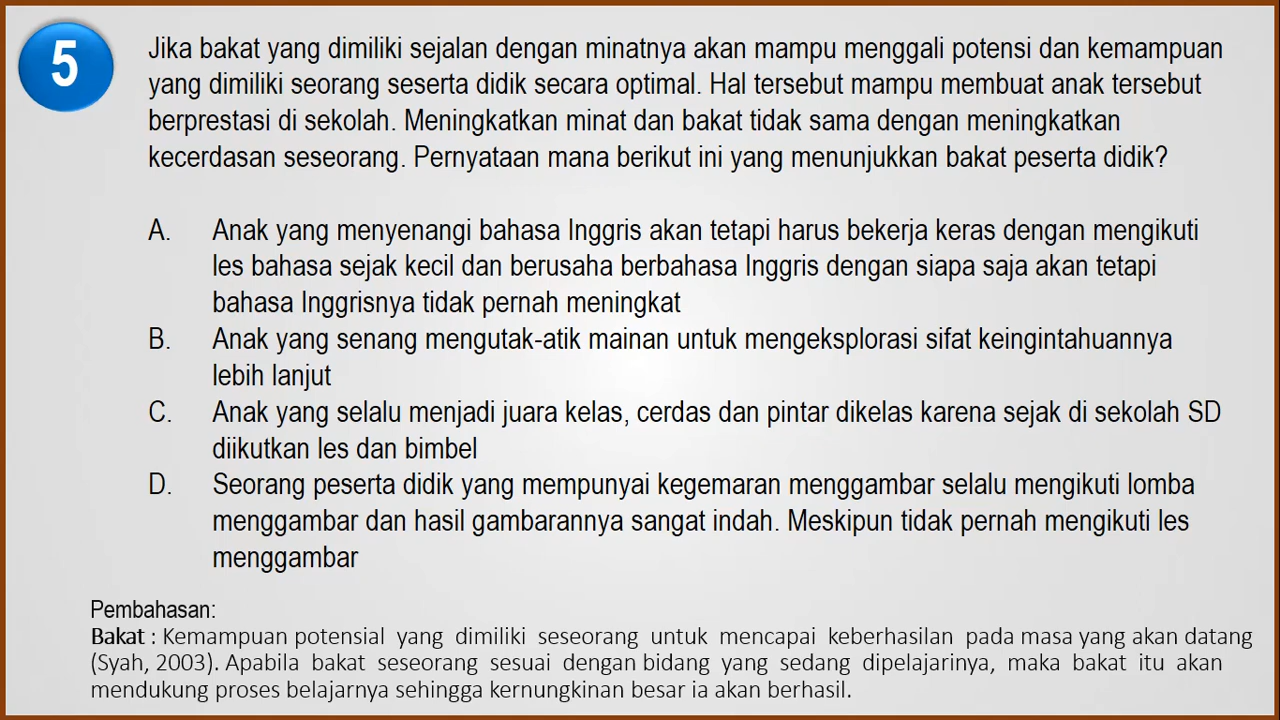 5
Jika bakat yang dimiliki sejalan dengan minatnya akan mampu menggali potensi dan kemampuan
yang dimiliki seorang seserta didik secara optimal. Hal tersebut mampu membuat anak tersebut
berprestasi di sekolah. Meningkatkan minat dan bakat tidak sama dengan meningkatkan
kecerdasan seseorang. Pernyataan mana berikut ini yang menunjukkan bakat peserta didik?
A. Anak yang menyenangi bahasa Inggris akan tetapi harus bekerja keras dengan mengikuti
les bahasa sejak kecil dan berusaha berbahasa Inggris dengan siapa saja akan tetapi
bahasa Inggrisnya tidak pernah meningkat
B. Anak yang senang mengutak-atik mainan untuk mengeksplorasi sifat keingintahuannya
lebih lanjut
C. Anak yang selalu menjadi juara kelas, cerdas dan pintar dikelas karena sejak di sekolah SD
diikutkan les dan bimbel
D. Seorang peserta didik yang mempunyai kegemaran menggambar selalu mengikuti lomba
menggambar dan hasil gambarannya sangat indah. Meskipun tidak pernah mengikuti les
menggambar
Pembahasan:
Bakat : Kemampuan potensial yang dimiliki seseorang untuk mencapai keberhasilan pada masa yang akan datang
(Syah, 2003). Apabila bakat seseorang sesuai dengan bidang yang sedang dipelajarinya, maka bakat itu akan
mendukung proses belajarnya sehingga kernungkinan besar ia akan berhasil.